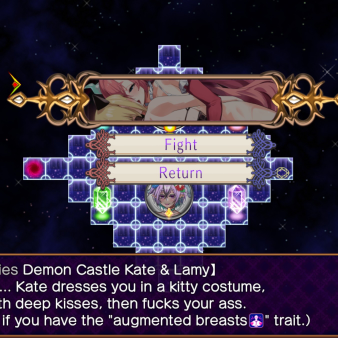 Fight
Return
ies Demon Castle Kate & Lamy】
... Kate dresses you in a kitty costume,
th deep kisses, then fucks your ass.
if you have the "augmented breasts" trait.)